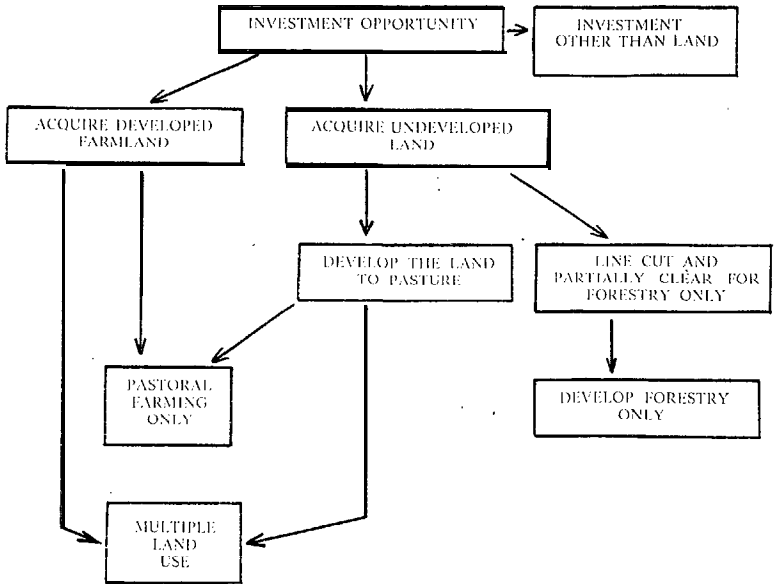 INVESTMENT OPPORTUNITY
INVESTMENT
OTHER THAN LAND
ACQUIRE DEVELOPED
FARMLAND
ACQUIRE UNDEVELOPED
LAND
DEVELOP THE LAND
TO PASTURE
LINE CUT AND
PARTIALLY CLEAR FOR
FORESTRY ONLY
PASTORAL
FARMING
ONLY
DEVELOP FORESTRY
ONLY
MULTIPLE
LAND
USE